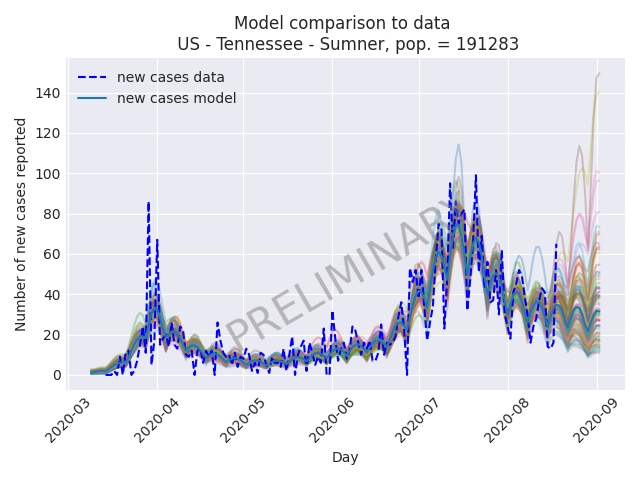 Model comparison to data
US - Tennessee - Sumner, pop. = 191283
new cases data
new cases model
PRELIMINARY
Number of new cases reported
140
120
100
80
60
40
20
0
2020-03
2020-04
2020-05
2020-06
2020-07
2020-08
2020-09
Day